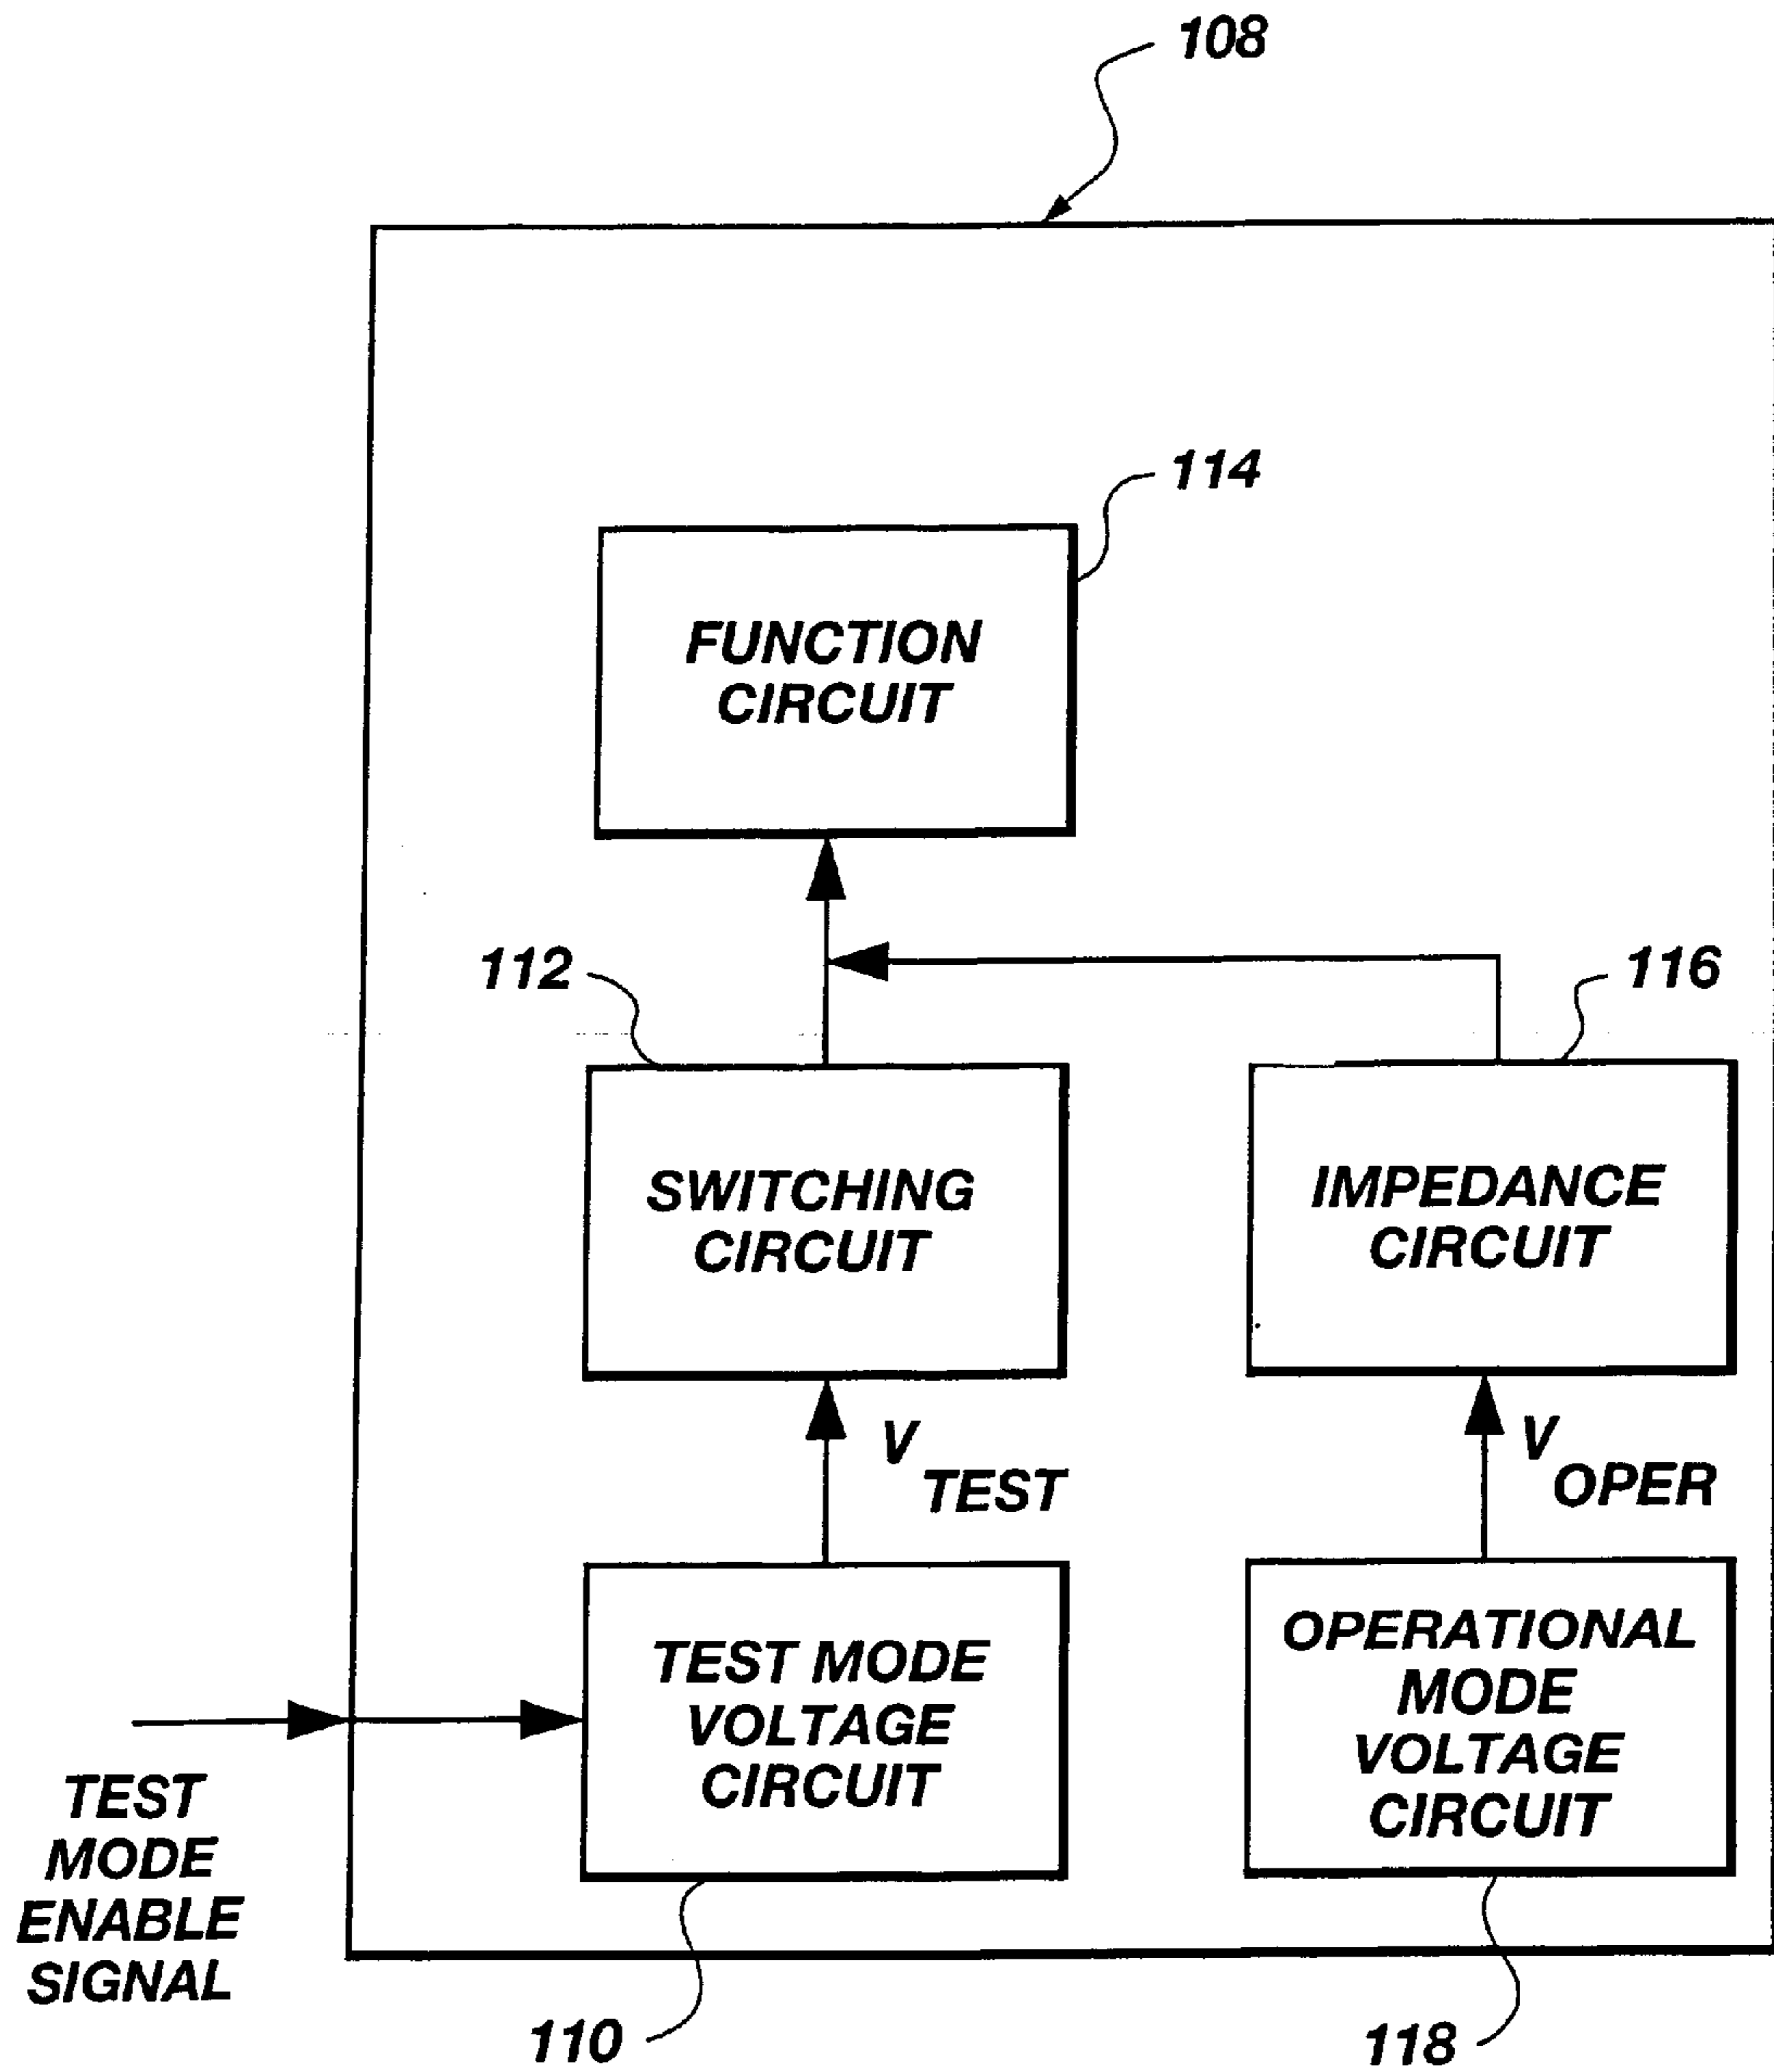 108
114
FUNCTION
CIRCUIT
112
116
SWITCHING
CIRCUIT
IMPEDANCE
CIRCUIT
V TEST
V OPER
TEST MODE
VOLTAGE
CIRCUIT
OPERATIONAL
MODE
VOLTAGE
CIRCUIT
TEST
MODE
ENABLE
SIGNAL
110
118